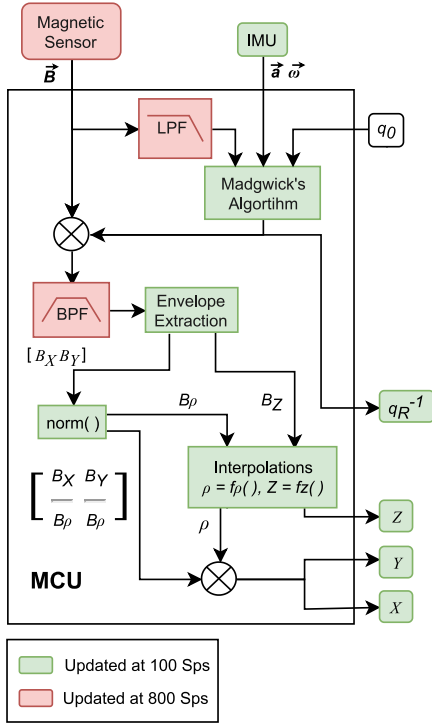 Magnetic
Sensor
IMU
B
a ω
LPF
q0
Madgwick's
Algortihm
BPF
Envelope
Extraction
[ BX BY ]
norm( )
Bρ
BZ
qR-1
Interpolations
ρ = fρ( ), Z = fz( )
BX BY
Bρ Bρ
ρ
Z
Y
X
MCU
Updated at 100 Sps
Updated at 800 Sps